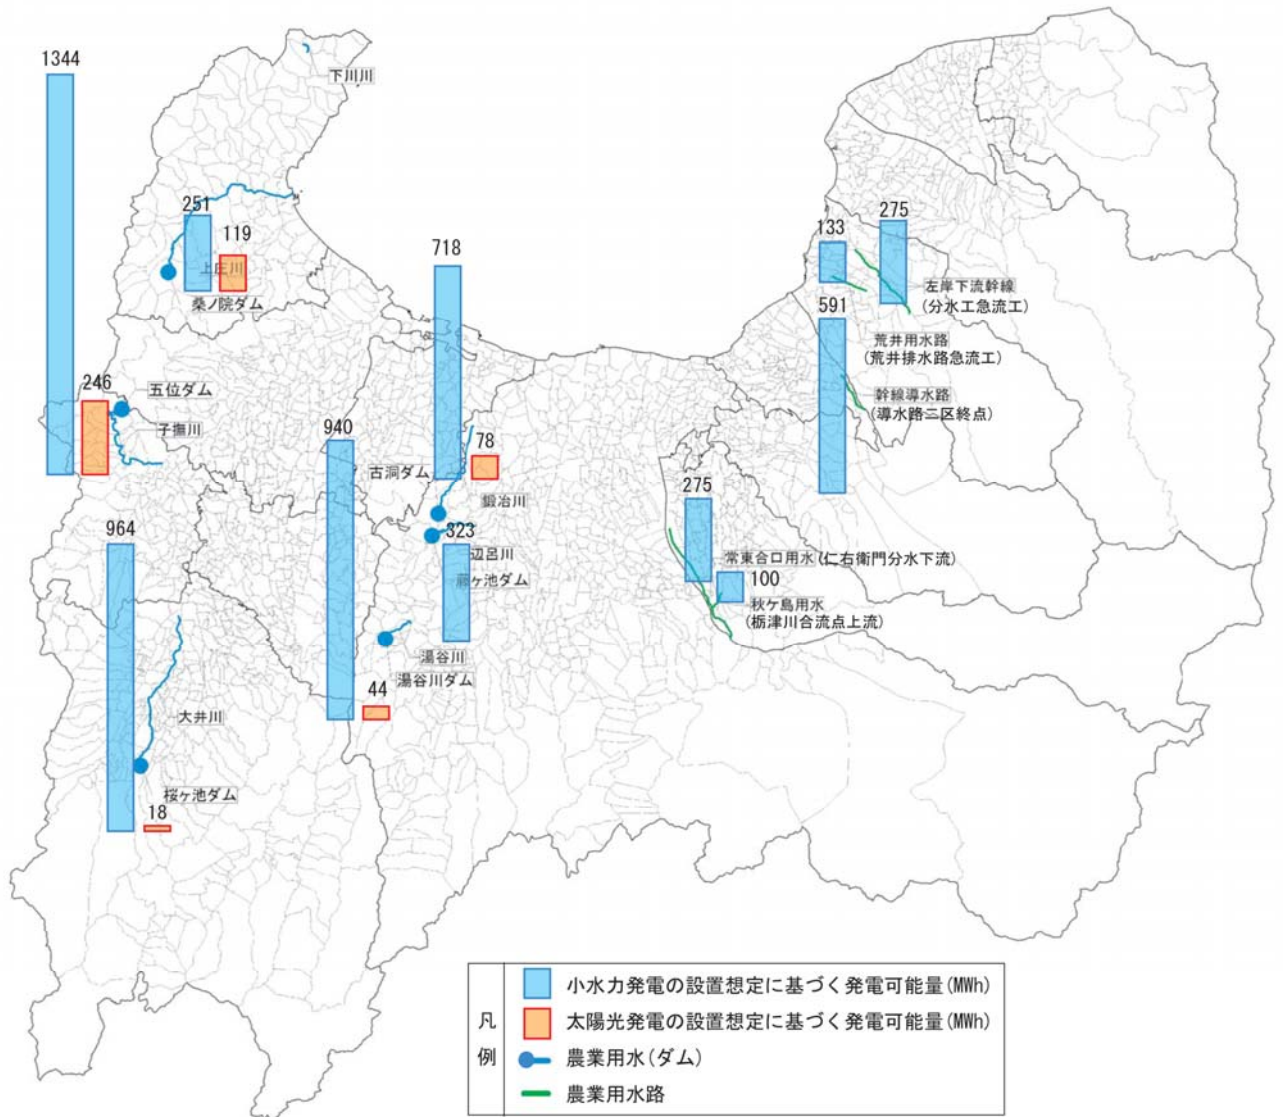 1344
下川川
251
119
上庄川
桑ノ院ダム
718
133
275
左岸下流幹線
(分水工急流工)
591
荒井用水路
(荒井排水路急流工)
幹線導水路
(導水路二区終点)
246
五位ダム
子撫川
940
78
古洞ダム
鍛冶川
964
323
辺呂川
藤ヶ池ダム
275
常東合口用水(仁右衛門分水下流)
100
秋ケ島用水
(栃津川合流点上流)
湯谷川
湯谷川ダム
44
大井川
桜ヶ池ダム
18
凡例
小水力発電の設置想定に基づく発電可能量(MWh)
太陽光発電の設置想定に基づく発電可能量(MWh)
農業用水(ダム)
農業用水路